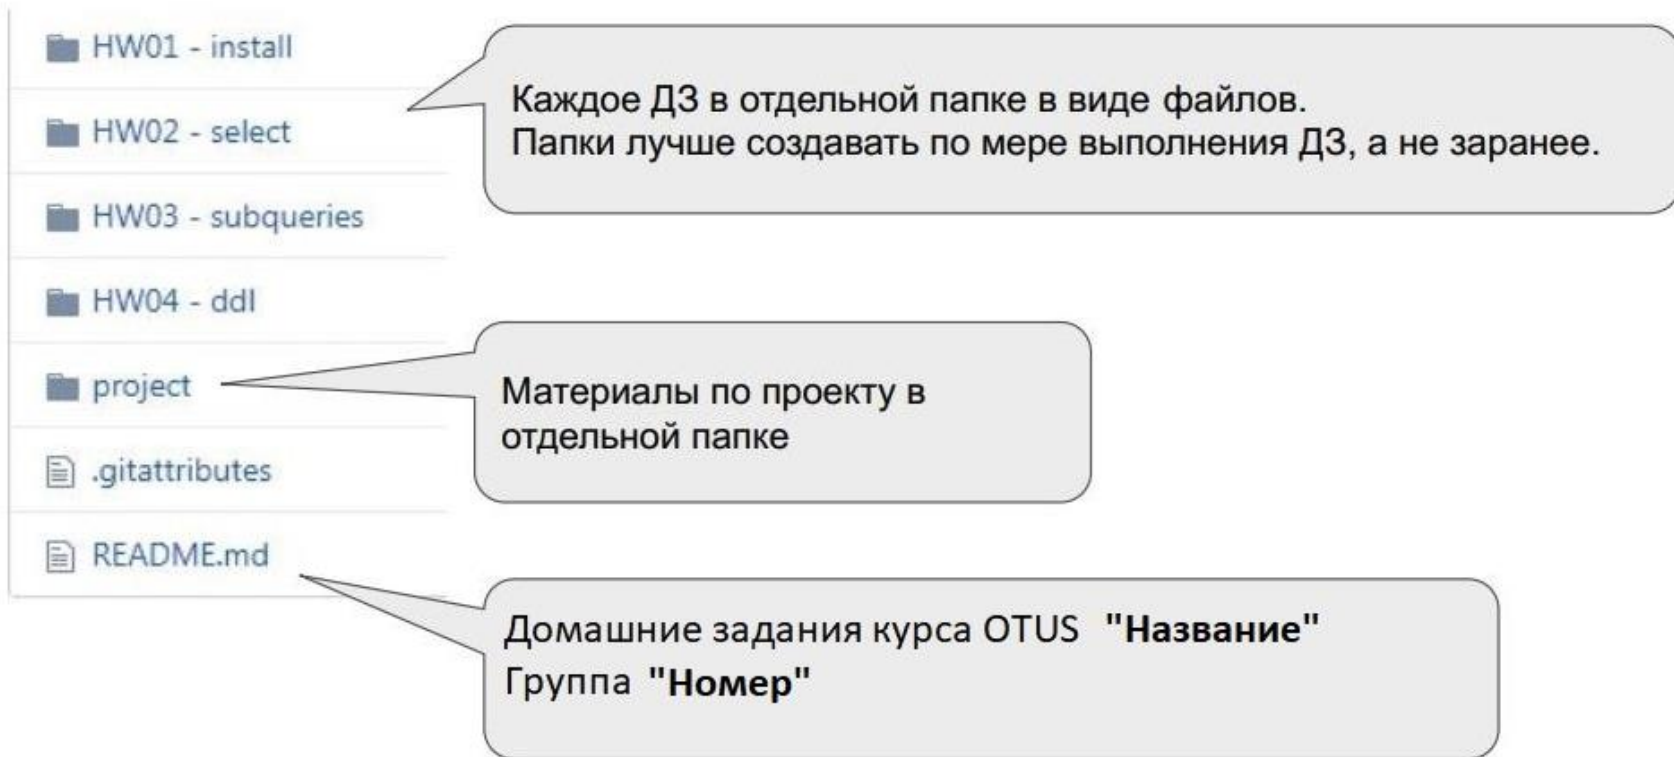 HW01 - install
HW02 - select
HW03 - subqueries
HW04 - ddl
project
.gitattributes
README.md
Каждое ДЗ в отдельной папке в виде файлов.
Папки лучше создавать по мере выполнения ДЗ, а не заранее.
Материалы по проекту в
отдельной папке
Домашние задания курса OTUS "Название"
Группа "Номер"